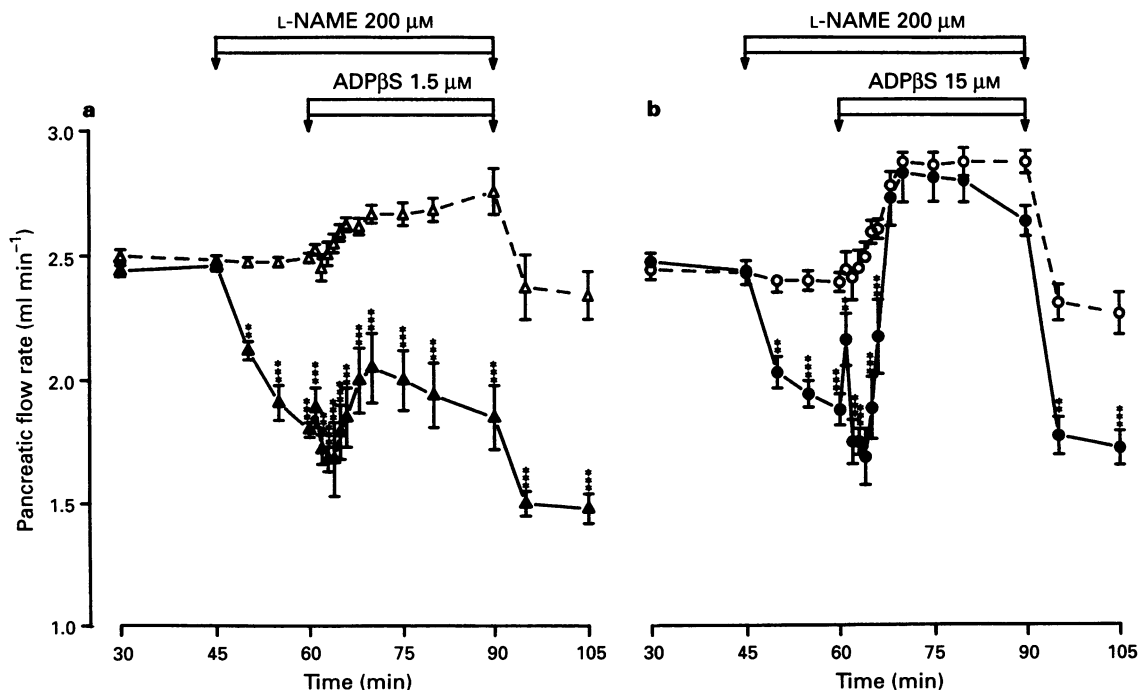 L-NAME 200 μM
ADPβS 1.5 μM
a
3.0
2.5
2.0
1.5
1.0
Pancreatic flow rate (ml min⁻¹)
30 45 60 75 90 105
Time (min)
L-NAME 200 μM
ADPβS 15 μM
b
30 45 60 75 90 105
Time (min)